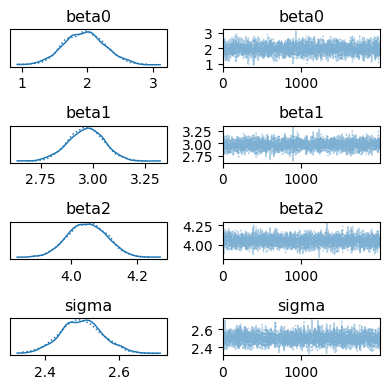 beta0 beta0
3
2
1
1 2 3 0 1000
beta1 beta1
3.25
3.00
2.75
2.75 3.00 3.25 0 1000
beta2 beta2
4.25
4.00
4.0 4.2 0 1000
sigma sigma
2.6
2.4
2.4 2.6 0 1000